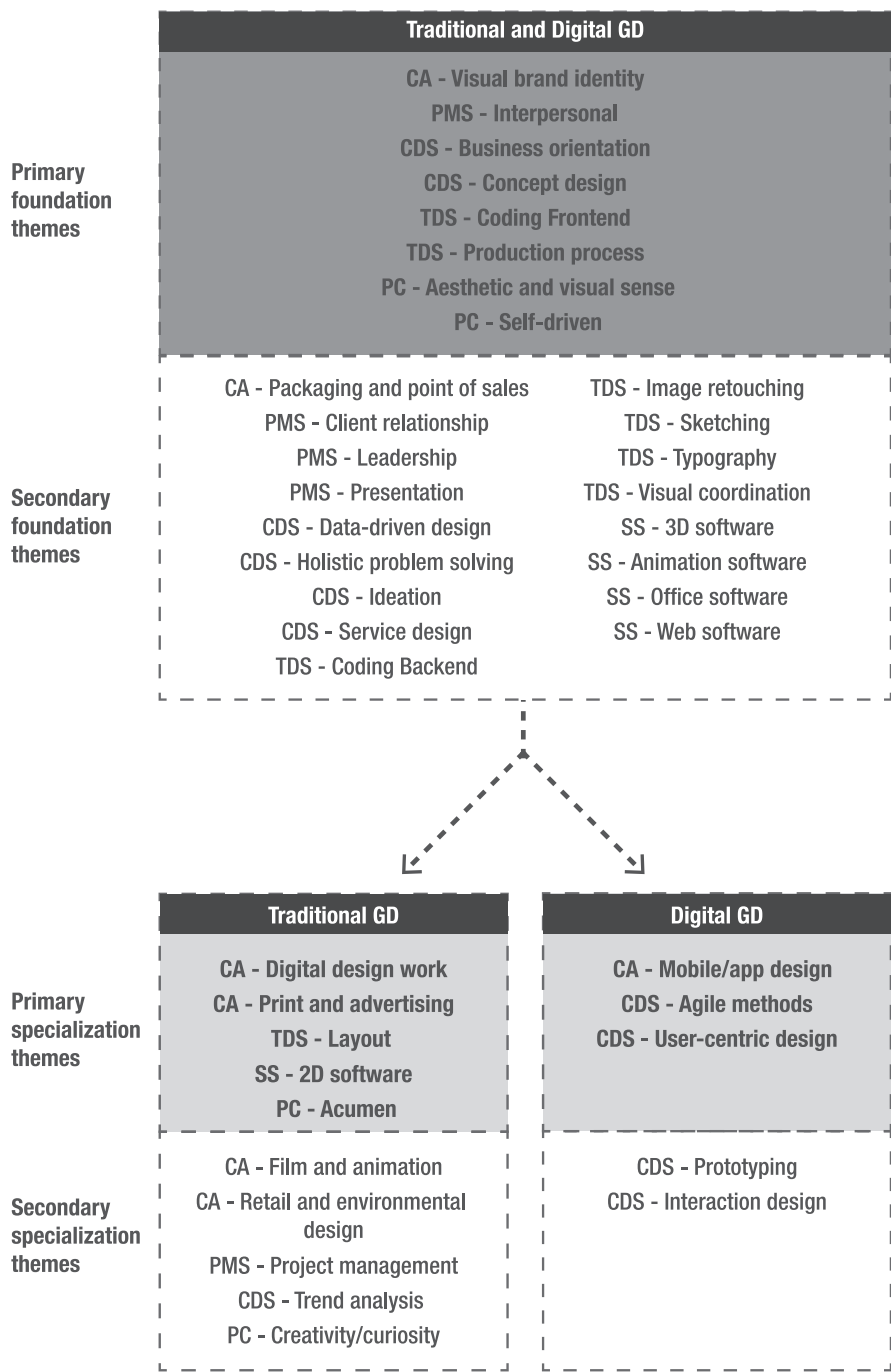 Traditional and Digital GD
Primary
foundation
themes
CA - Visual brand identity
PMS - Interpersonal
CDS - Business orientation
CDS - Concept design
TDS - Coding Frontend
TDS - Production process
PC - Aesthetic and visual sense
PC - Self-driven
Secondary
foundation
themes
CA - Packaging and point of sales
PMS - Client relationship
PMS - Leadership
PMS - Presentation
CDS - Data-driven design
CDS - Holistic problem solving
CDS - Ideation
CDS - Service design
TDS - Coding Backend
TDS - Image retouching
TDS - Sketching
TDS - Typography
TDS - Visual coordination
SS - 3D software
SS - Animation software
SS - Office software
SS - Web software
Traditional GD
Digital GD
Primary
specialization
themes
CA - Digital design work
CA - Print and advertising
TDS - Layout
SS - 2D software
PC - Acumen
CA - Mobile/app design
CDS - Agile methods
CDS - User-centric design
Secondary
specialization
themes
CA - Film and animation
CA - Retail and environmental
design
PMS - Project management
CDS - Trend analysis
PC - Creativity/curiosity
CDS - Prototyping
CDS - Interaction design